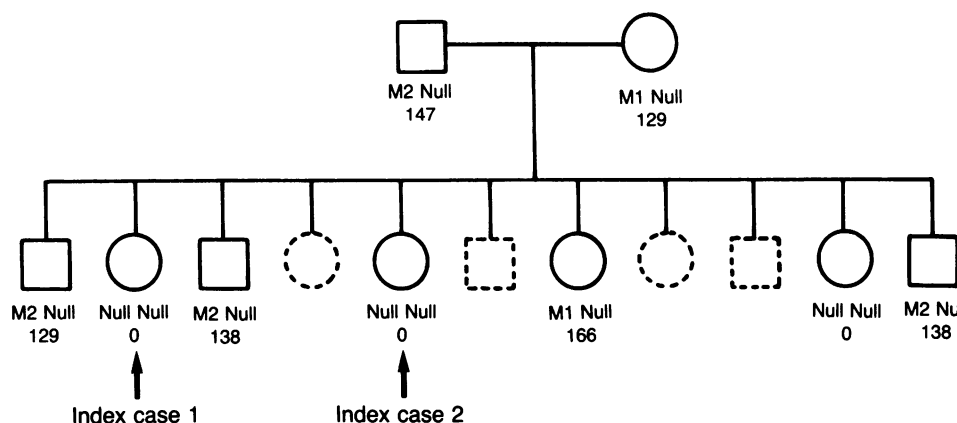 M2 Null
147
M1 Null
129
M2 Null Null Null M2 Null Null Null M1 Null Null Null M2 Nu
129 0 138 0 166 0 138
Index case 1 Index case 2